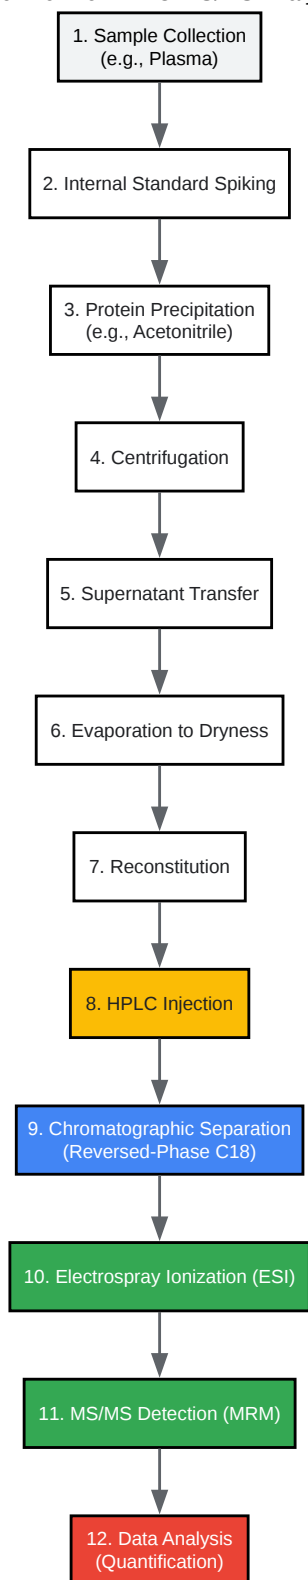 1. Sample Collection
(e.g., Plasma)
2. Internal Standard Spiking
3. Protein Precipitation
(e.g., Acetonitrile)
4. Centrifugation
5. Supernatant Transfer
6. Evaporation to Dryness
7. Reconstitution
8. HPLC Injection
9. Chromatographic Separation
(Reversed-Phase C18)
10. Electrospray Ionization (ESI)
11. MS/MS Detection (MRM)
12. Data Analysis
(Quantification)